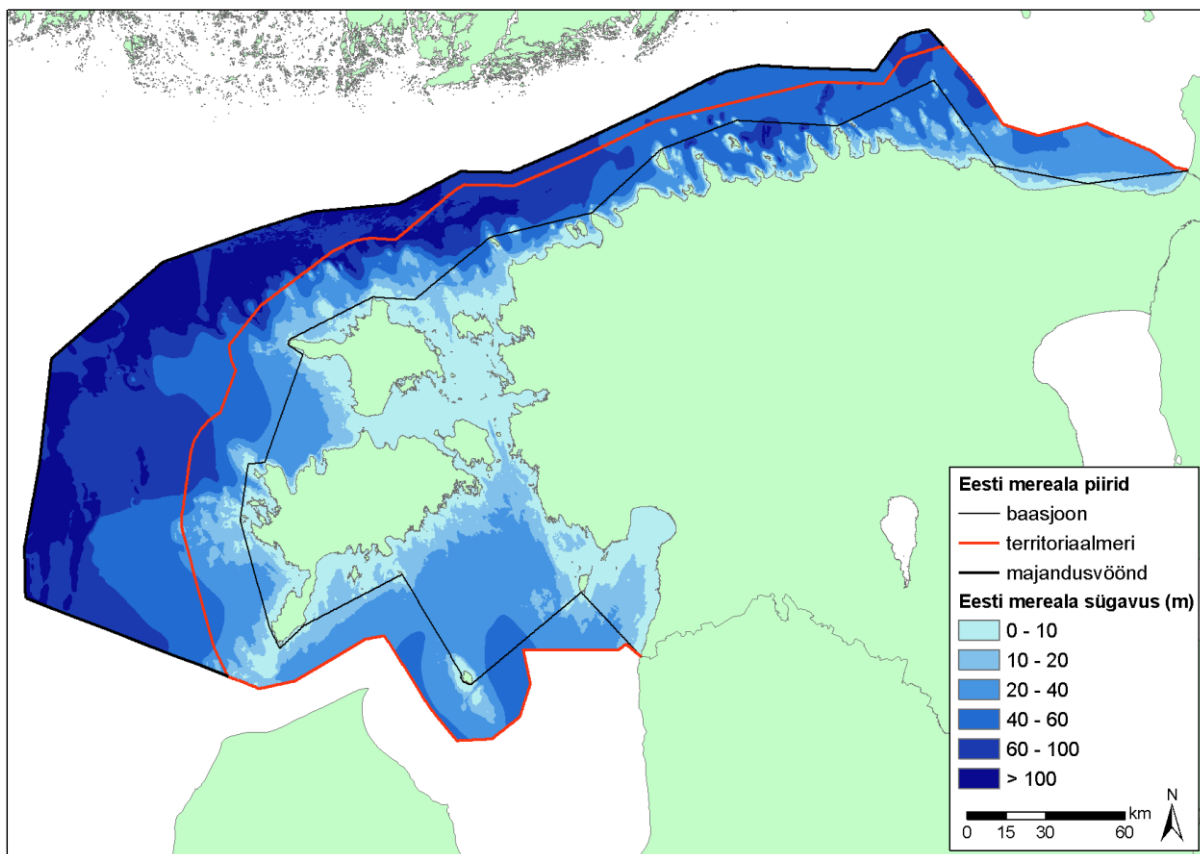 Eesti mereala piirid
baasjoon
territoriaalmeri
majandusvöönd
Eesti mereala sügavus (m)
0 - 10
10 - 20
20 - 40
40 - 60
60 - 100
> 100
N
km
0 15 30 60